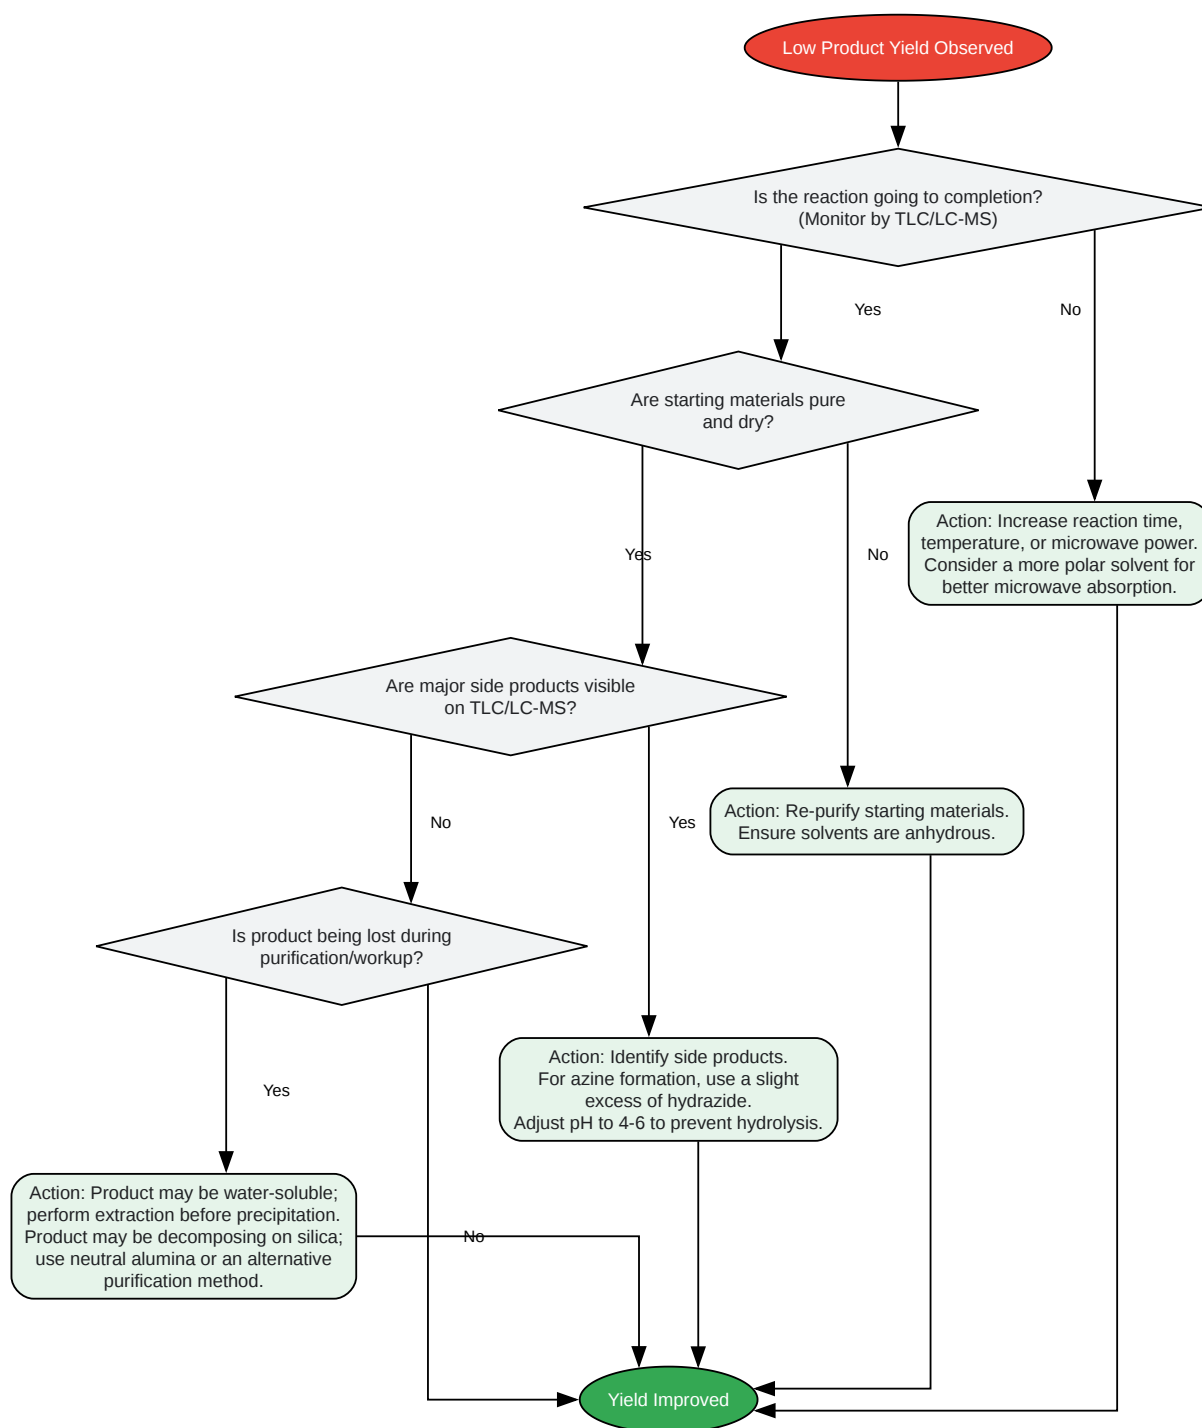 Low Product Yield Observed
Is the reaction going to completion?
(Monitor by TLC/LC-MS)
Yes
No
Are starting materials pure
and dry?
Action: Increase reaction time,
temperature, or microwave power.
Consider a more polar solvent for
better microwave absorption.
Yes
No
Are major side products visible
on TLC/LC-MS?
Action: Re-purify starting materials.
Ensure solvents are anhydrous.
No
Yes
Is product being lost during
purification/workup?
Action: Identify side products.
For azine formation, use a slight
excess of hydrazide.
Adjust pH to 4-6 to prevent hydrolysis.
Yes
Action: Product may be water-soluble;
perform extraction before precipitation.
Product may be decomposing on silica;
use neutral alumina or an alternative
purification method.
No
Yield Improved